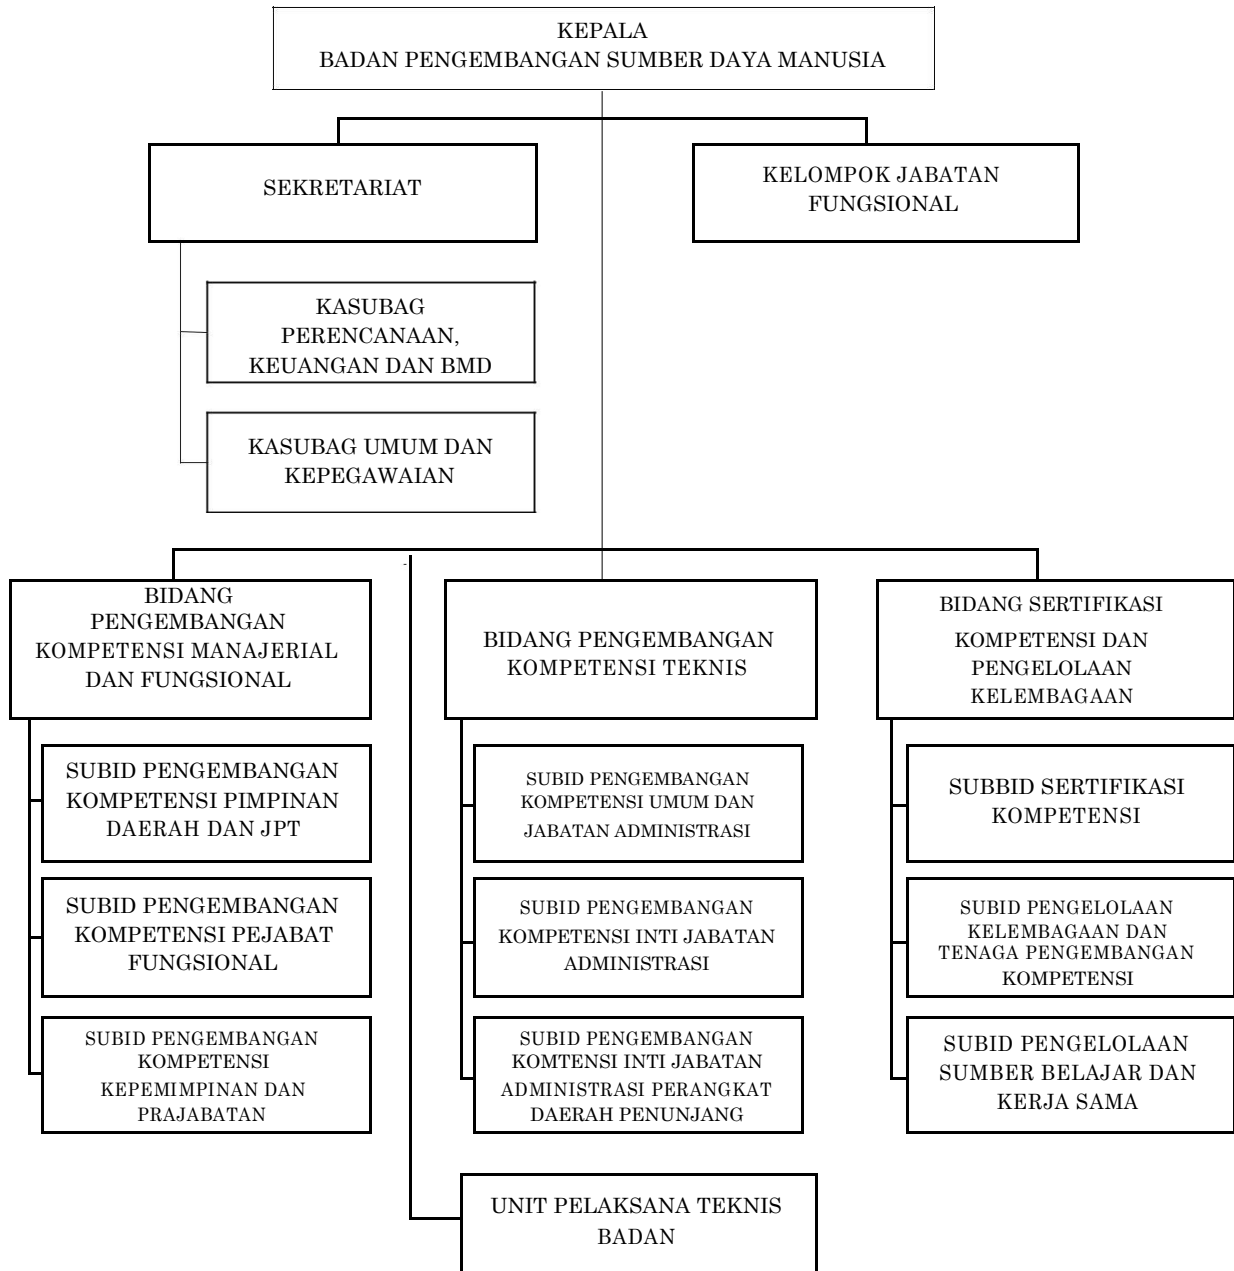 KEPALA
BADAN PENGEMBANGAN SUMBER DAYA MANUSIA
SEKRETARIAT
KELOMPOK JABATAN
FUNGSIONAL
KASUBAG
PERENCANAAN,
KEUANGAN DAN BMD
KASUBAG UMUM DAN
KEPEGAWAIAN
BIDANG
PENGEMBANGAN
KOMPETENSI MANAJERIAL
DAN FUNGSIONAL
SUBID PENGEMBANGAN
KOMPETENSI PIMPINAN
DAERAH DAN JPT
SUBID PENGEMBANGAN
KOMPETENSI PEJABAT
FUNGSIONAL
SUBID PENGEMBANGAN
KOMPETENSI
KEPEMIMPINAN DAN
PRAJABATAN
BIDANG PENGEMBANGAN
KOMPETENSI TEKNIS
SUBID PENGEMBANGAN
KOMPETENSI UMUM DAN
JABATAN ADMINISTRASI
SUBID PENGEMBANGAN
KOMPETENSI INTI JABATAN
ADMINISTRASI
SUBID PENGEMBANGAN
KOMTENSI INTI JABATAN
ADMINISTRASI PERANGKAT
DAERAH PENUNJANG
BIDANG SERTIFIKASI
KOMPETENSI DAN
PENGELOLAAN
KELEMBAGAAN
SUBBID SERTIFIKASI
KOMPETENSI
SUBID PENGELOLAAN
KELEMBAGAAN DAN
TENAGA PENGEMBANGAN
KOMPETENSI
SUBID PENGELOLAAN
SUMBER BELAJAR DAN
KERJA SAMA
UNIT PELAKSANA TEKNIS
BADAN